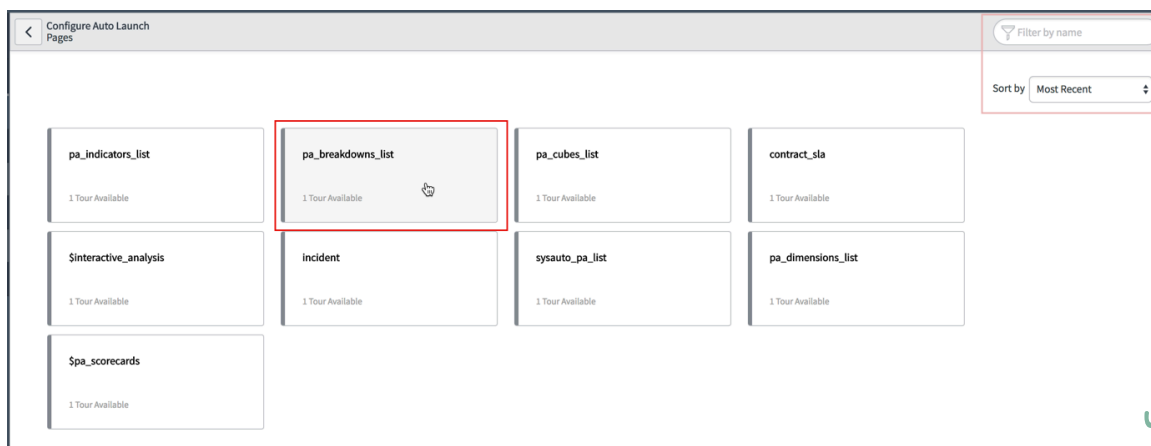 Configure Auto Launch
Pages
Filter by name
Sort by Most Recent
pa_indicators_list
1 Tour Available
pa_breakdowns_list
1 Tour Available
pa_cubes_list
1 Tour Available
contract_sla
1 Tour Available
$interactive_analysis
1 Tour Available
incident
1 Tour Available
sysauto_pa_list
1 Tour Available
pa_dimensions_list
1 Tour Available
$pa_scorecards
1 Tour Available